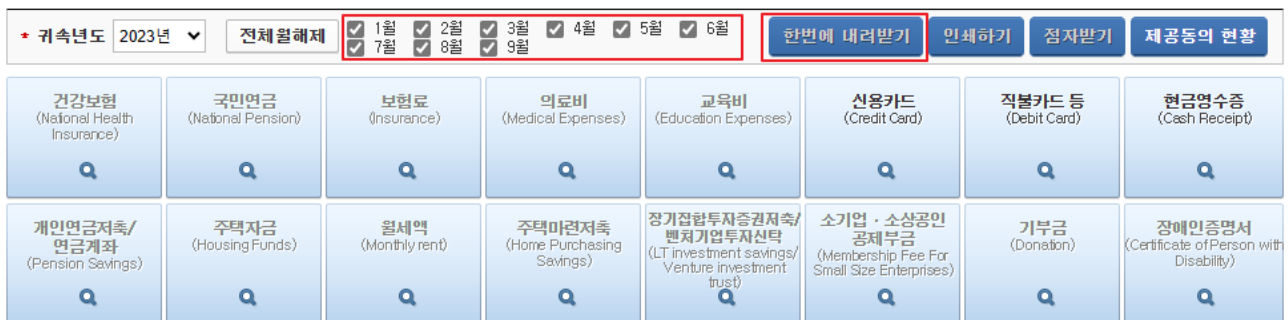 * 귀속년도 2023년 전체월해제 1월 2월 3월 4월 5월 6월
7월 8월 9월
한번에 내려받기 인쇄하기 점자받기 제공동의 현황
건강보험
(National Health
Insurance)
국민연금
(National Pension)
보험료
(Insurance)
의료비
(Medical Expenses)
교육비
(Education Expenses)
신용카드
(Credit Card)
직불카드 등
(Debit Card)
현금영수증
(Cash Receipt)
개인연금저축/
연금계좌
(Pension Savings)
주택자금
(Housing Funds)
월세액
(Monthly rent)
주택마련저축
(Home Purchasing
Savings)
장기집합투자증권저축/
벤처기업투자신탁
(LT investment savings/
Venture investment
trust)
소기업 · 소상공인
공제부금
(Membership Fee For
Small Size Enterprises)
기부금
(Donation)
장애인증명서
(Certificate of Person with
Disability)